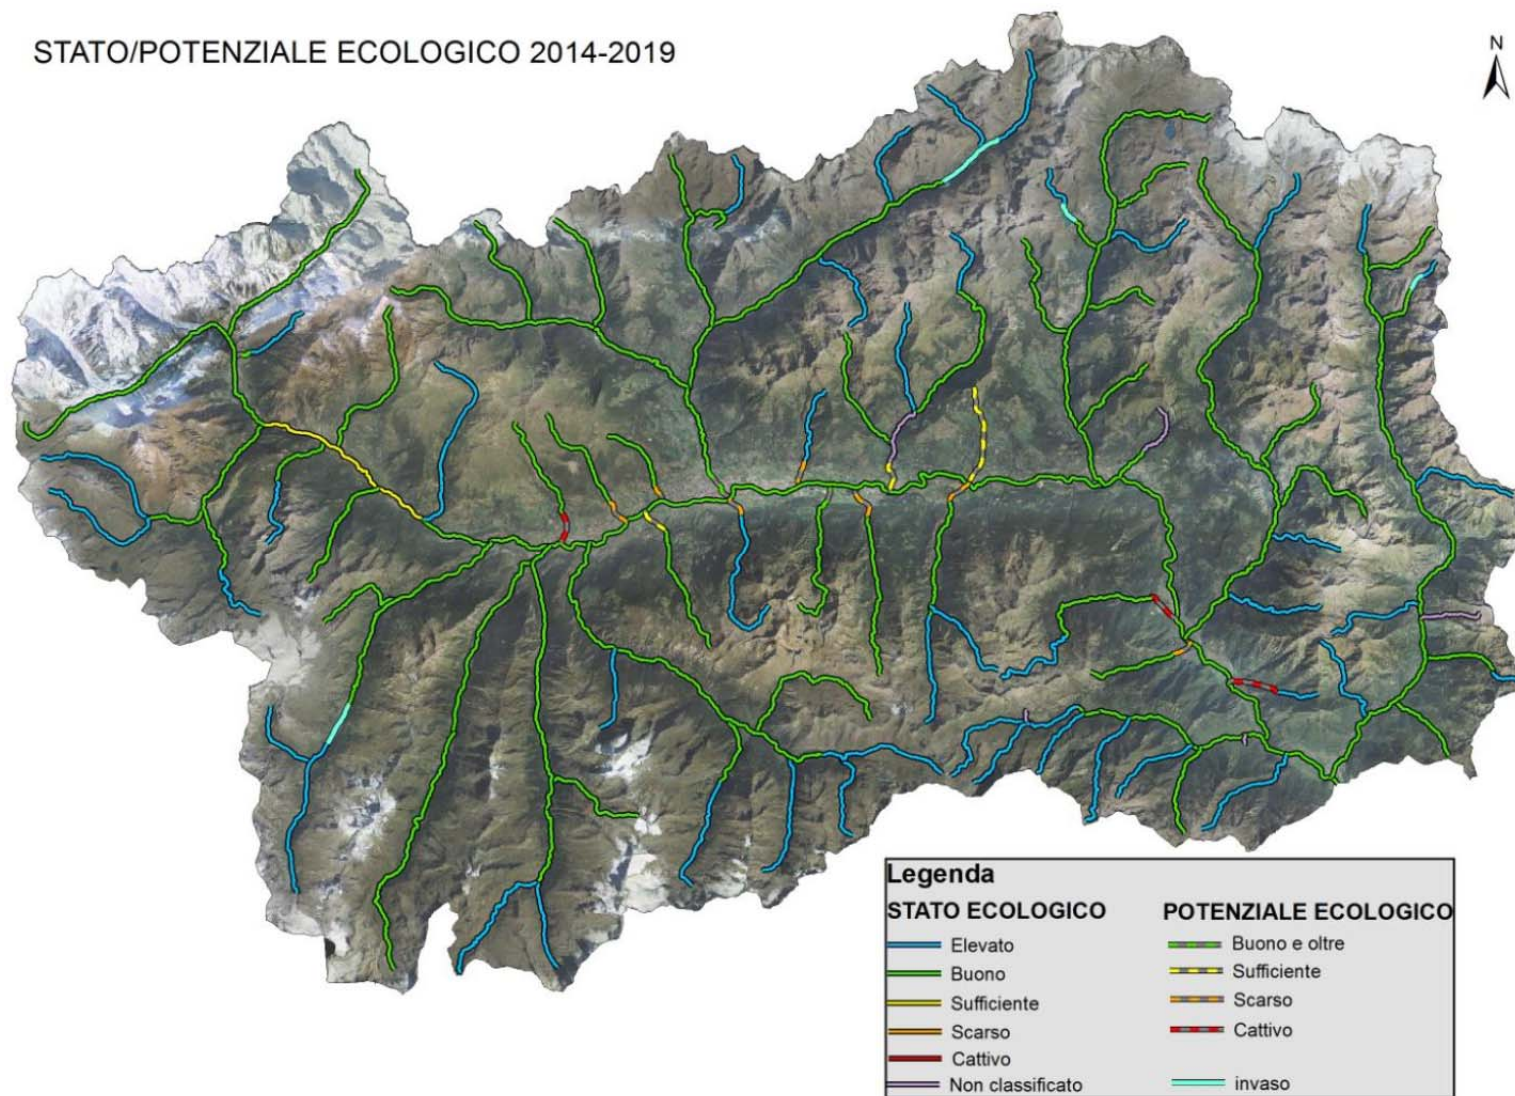 STATO/POTENZIALE ECOLOGICO 2014-2019
N
Legenda
STATO ECOLOGICO
Elevato
Buono
Sufficiente
Scarso
Cattivo
Non classificato
POTENZIALE ECOLOGICO
Buono e oltre
Sufficiente
Scarso
Cattivo
invaso